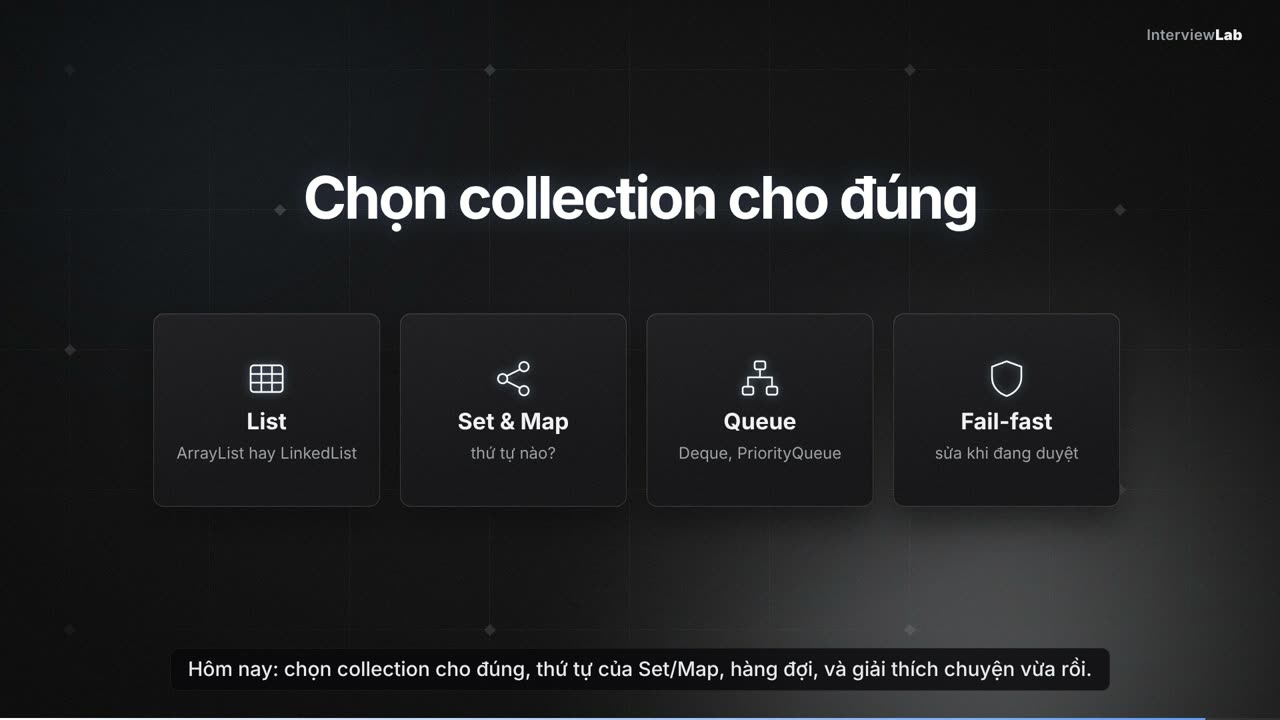 InterviewLab
Chọn collection cho đúng
List
ArrayList hay LinkedList
Set & Map
thứ tự nào?
Queue
Deque, PriorityQueue
Fail-fast
sửa khi đang duyệt
Hôm nay: chọn collection cho đúng, thứ tự của Set/Map, hàng đợi, và giải thích chuyện vừa rồi.